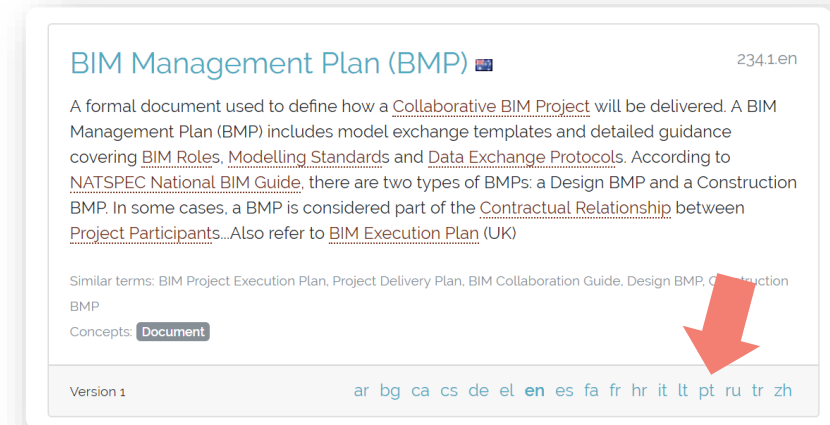 BIM Management Plan (BMP)
234.1.en
A formal document used to define how a Collaborative BIM Project will be delivered. A BIM
Management Plan (BMP) includes model exchange templates and detailed guidance
covering BIM Roles, Modelling Standards and Data Exchange Protocols. According to
NATSPEC National BIM Guide, there are two types of BMPs: a Design BMP and a Construction
BMP. In some cases, a BMP is considered part of the Contractual Relationship between
Project Participants...Also refer to BIM Execution Plan (UK)
Similar terms: BIM Project Execution Plan, Project Delivery Plan, BIM Collaboration Guide, Design BMP,
BMP
Concepts: Document
Version 1
ar bg ca cs de el en es fa fr hr it lt pt ru tr zh